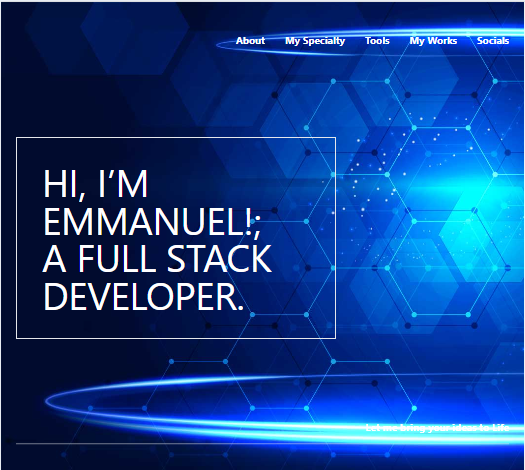 About My Specialty Tools My Works Socials
HI, I'M
EMMANUEL!;
A FULL STACK
DEVELOPER.
Let me bring your ideas to Life